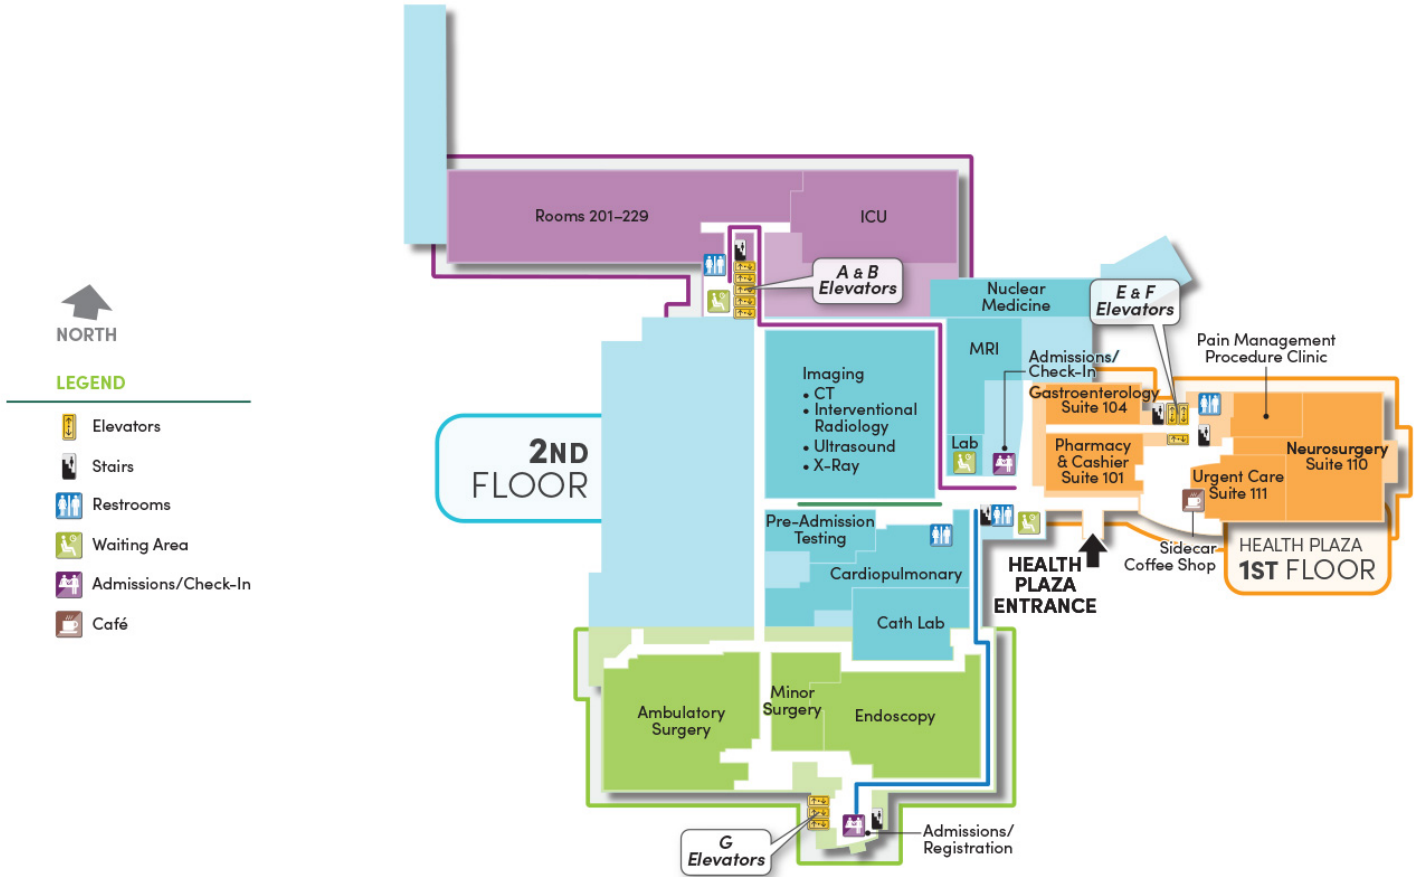 Rooms 201–229
ICU
A & B
Elevators
Nuclear
Medicine
E & F
Elevators
NORTH
LEGEND
Elevators
Stairs
Restrooms
Waiting Area
Admissions/Check-In
Café
2ND
FLOOR
Imaging
• CT
• Interventional
Radiology
• Ultrasound
• X-Ray
MRI
Lab
Admissions/
Check-In
Gastroenterology
Suite 104
Pharmacy
& Cashier
Suite 101
Pain Management
Procedure Clinic
Neurosurgery
Suite 110
Urgent Care
Suite 111
Sidecar
Coffee Shop
HEALTH PLAZA
1ST FLOOR
HEALTH
PLAZA
ENTRANCE
Pre-Admission
Testing
Cardiopulmonary
Cath Lab
Ambulatory
Surgery
Minor
Surgery
Endoscopy
G
Elevators
Admissions/
Registration